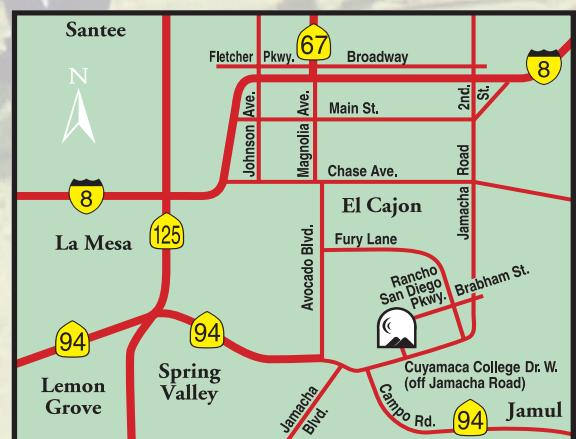 Santee
67
Fletcher Pkwy.
Broadway
N
8
Johnson Ave.
Magnolia Ave.
2nd. St.
Main St.
Chase Ave.
8
El Cajon
Jamacha Road
125
La Mesa
Avocado Blvd.
Fury Lane
Rancho
San Diego
Pkwy.
Brabham St.
94
94
Cuyamaca College Dr. W.
(off Jamacha Road)
Spring
Valley
Lemon
Grove
Jamacha
Blvd.
Campo Rd.
94
Jamul